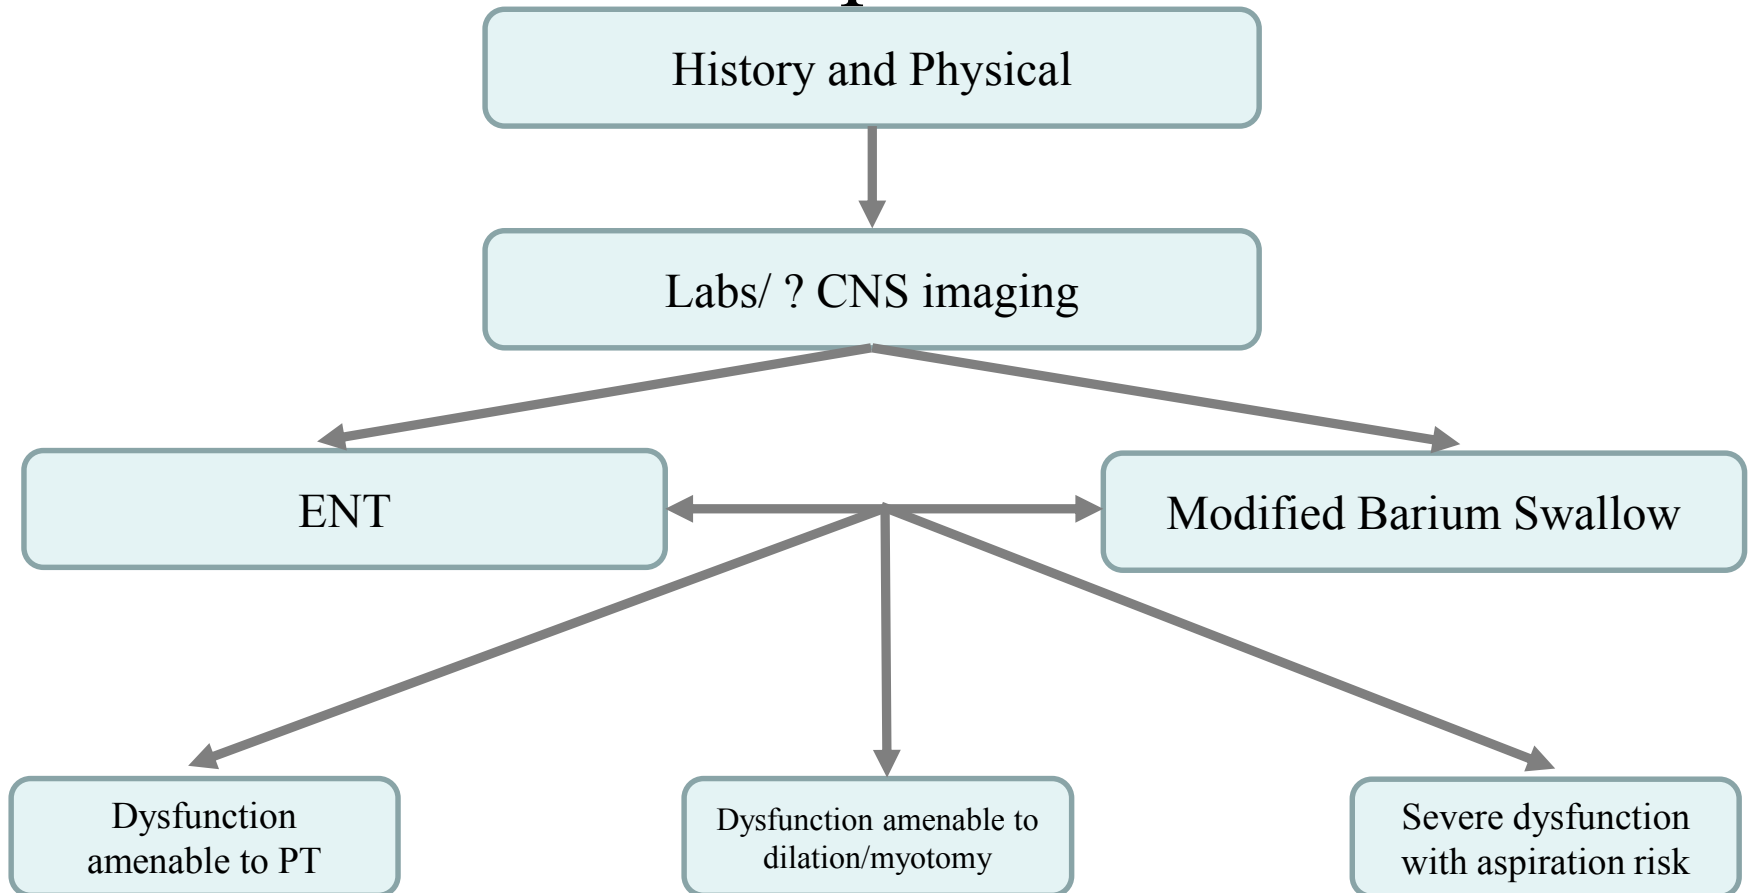 History and Physical
Labs/ ? CNS imaging
ENT
Modified Barium Swallow
Dysfunction
amenable to PT
Dysfunction amenable to
dilation/myotomy
Severe dysfunction
with aspiration risk